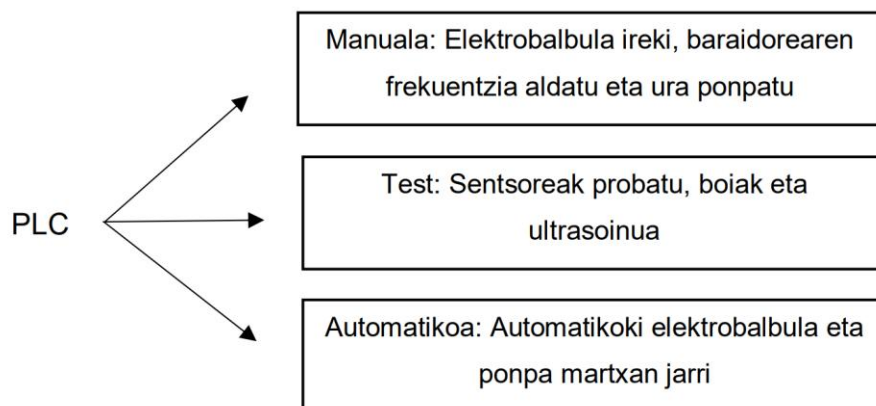 Manuala: Elektrobalbula ireki, baraidorearen
frekuentzia aldatu eta ura ponpatu
Test: Sentsoreak probatu, boiak eta
ultrasoinua
PLC
Automatikoa: Automatikoki elektrobalbula eta
ponpa martxan jarri